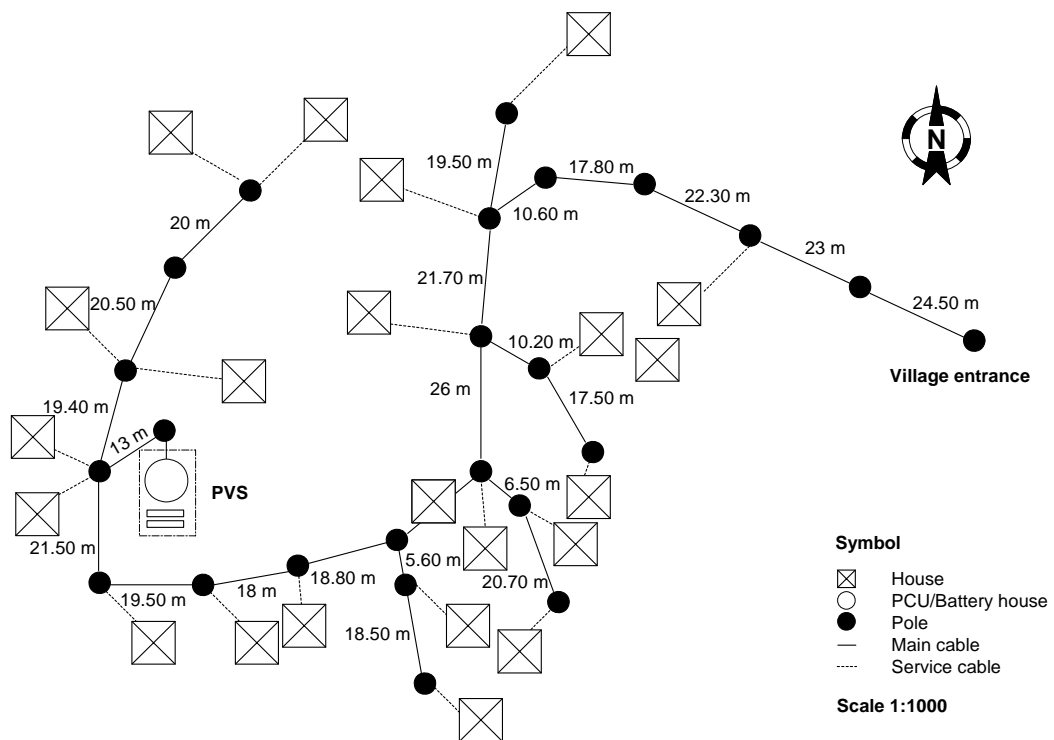 19.50 m
17.80 m
N
10.60 m
22.30 m
20 m
23 m
21.70 m
20.50 m
24.50 m
10.20 m
Village entrance
26 m
17.50 m
19.40 m
13 m
PVS
6.50 m
21.50 m
5.60 m
18.80 m
20.70 m
19.50 m
18 m
18.50 m
Symbol
House
PCU/Battery house
Pole
Main cable
Service cable
Scale 1:1000